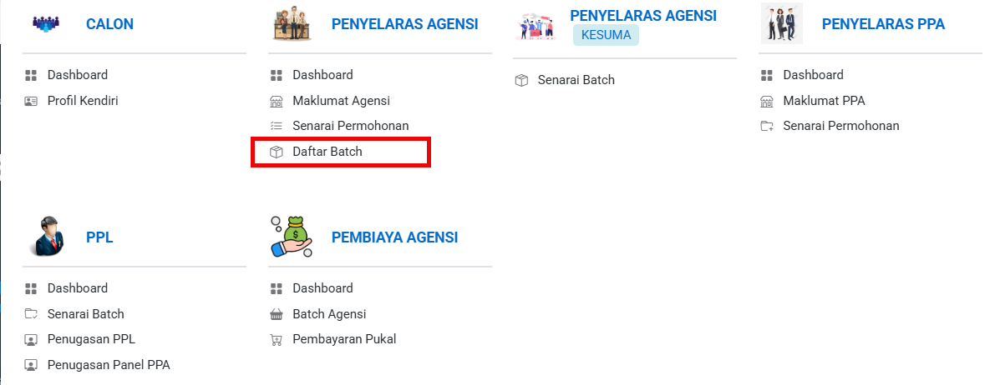 CALON
Dashboard
Profil Kendiri
PENYELARAS AGENSI
Dashboard
Maklumat Agensi
Senarai Permohonan
Daftar Batch
PENYELARAS AGENSI
KESUMA
Senarai Batch
PENYELARAS PPA
Dashboard
Maklumat PPA
Senarai Permohonan
PPL
Dashboard
Senarai Batch
Penugasan PPL
Penugasan Panel PPA
PEMBIAYA AGENSI
Dashboard
Batch Agensi
Pembayaran Pukal